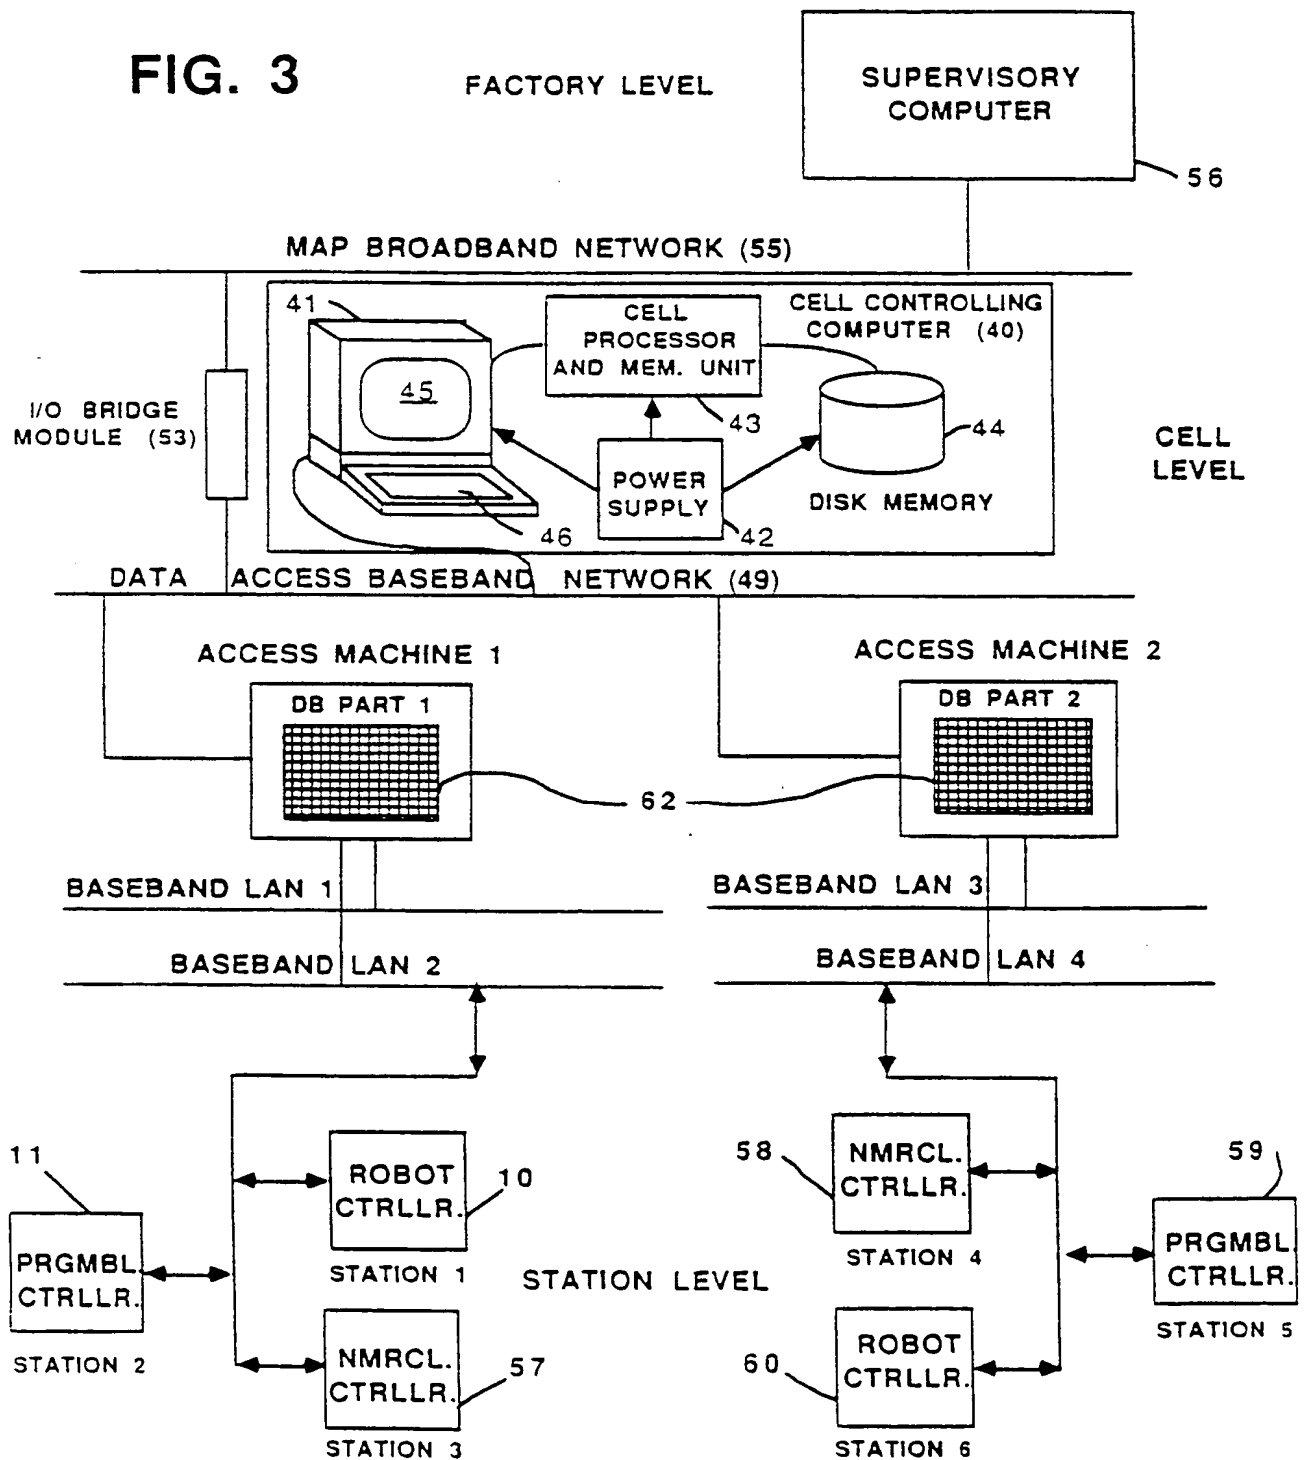 FIG. 3
FACTORY LEVEL
SUPERVISORY
COMPUTER
56
MAP BROADBAND NETWORK (55)
41
CELL
PROCESSOR
AND MEM. UNIT
CELL CONTROLLING
COMPUTER (40)
45
43
44
I/O BRIDGE
MODULE (53)
CELL
LEVEL
POWER
SUPPLY
DISK MEMORY
46
42
DATA ACCESS BASEBAND NETWORK (49)
ACCESS MACHINE 1
ACCESS MACHINE 2
DB PART 1
DB PART 2
62
BASEBAND LAN 1
BASEBAND LAN 3
BASEBAND LAN 2
BASEBAND LAN 4
11
ROBOT
CTRLLR.
10
58
NMRCL.
CTRLLR.
59
PRGMBL.
CTRLLR.
STATION 1
STATION LEVEL
STATION 4
PRGMBL.
CTRLLR.
STATION 2
NMRCL.
CTRLLR.
57
60
ROBOT
CTRLLR.
STATION 5
STATION 3
STATION 6